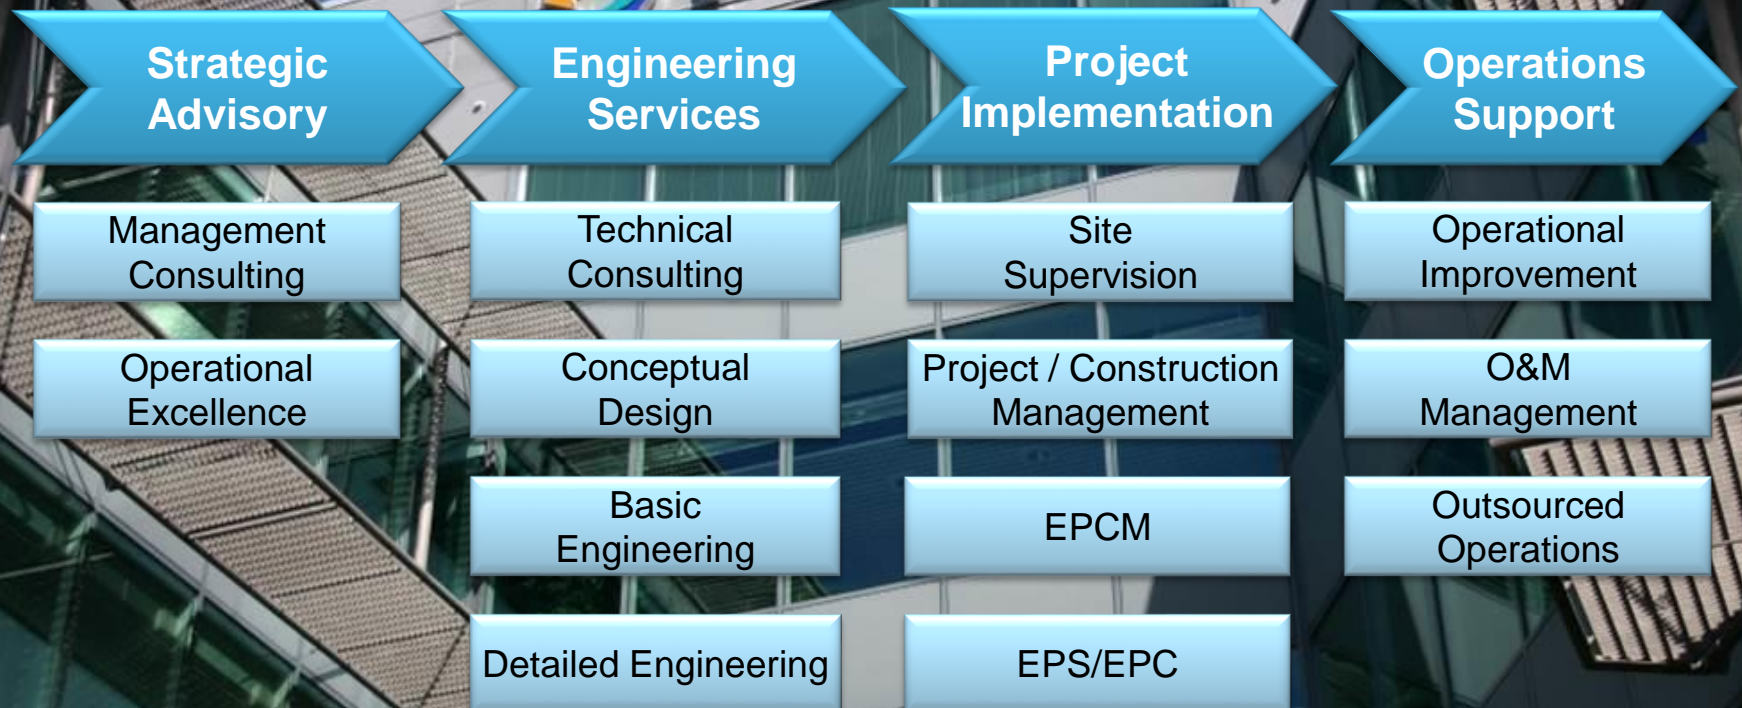 Strategic
Advisory
Engineering
Services
Project
Implementation
Operations
Support
Management
Consulting
Technical
Consulting
Site
Supervision
Operational
Improvement
Operational
Excellence
Conceptual
Design
Project / Construction
Management
O&M
Management
Basic
Engineering
EPCM
Outsourced
Operations
Detailed Engineering
EPS/EPC